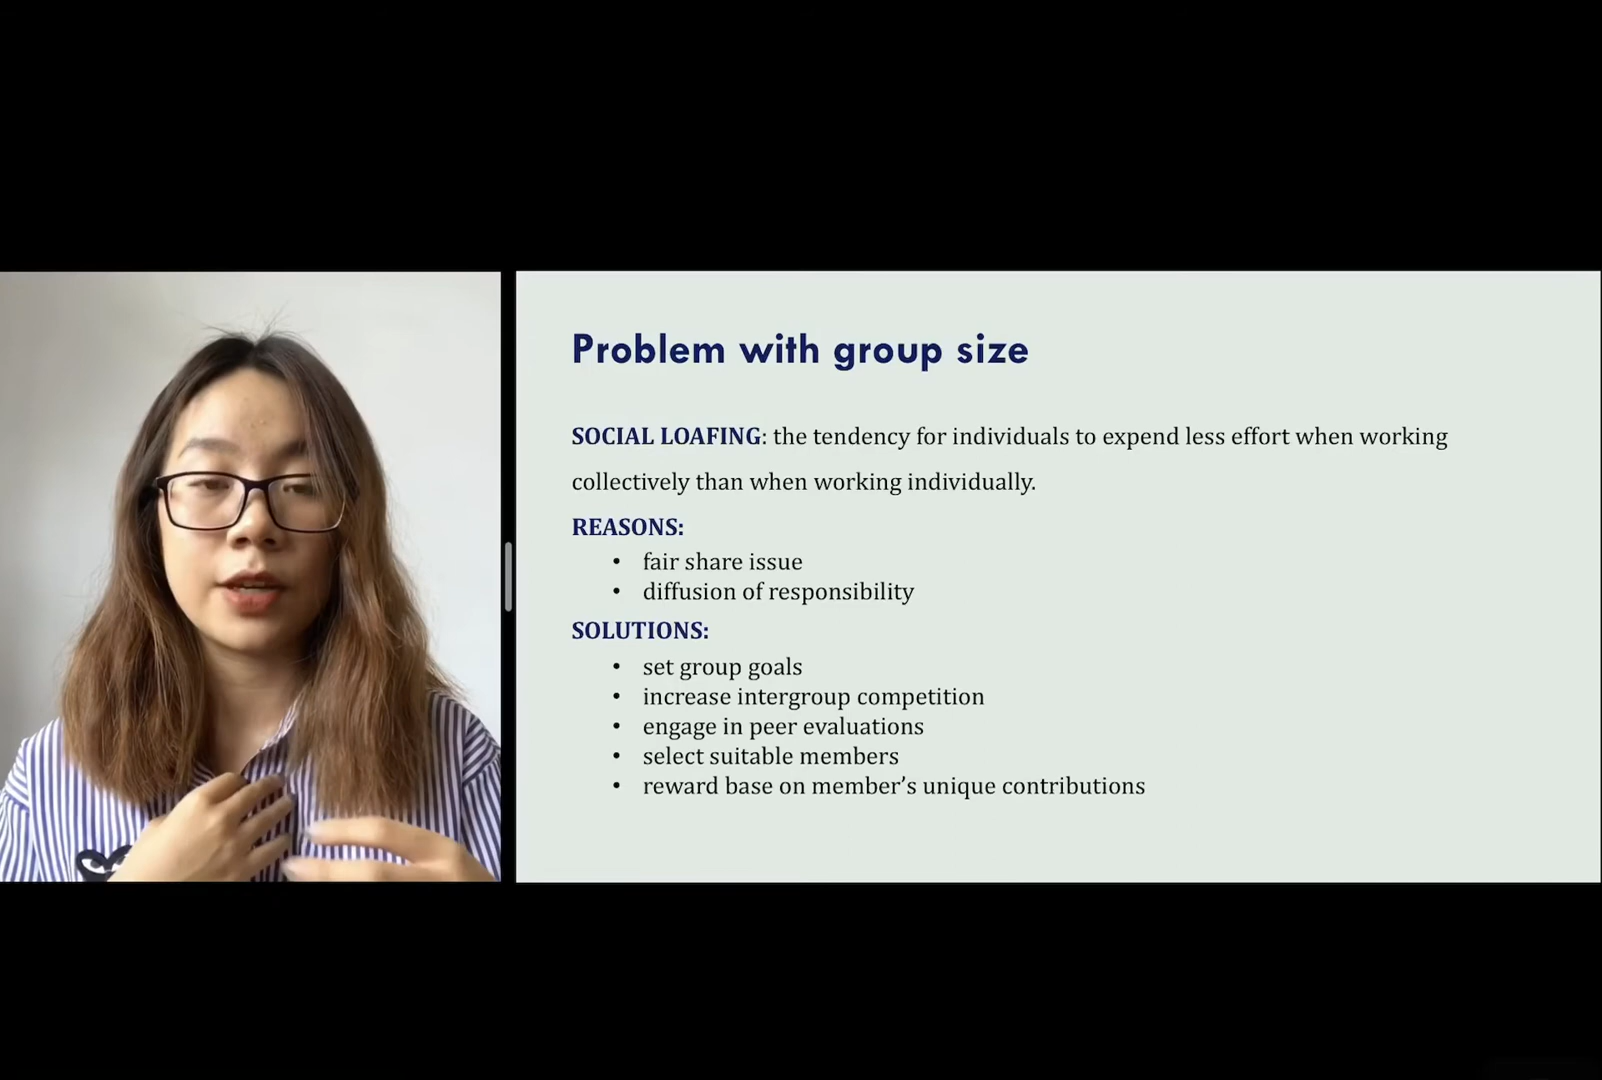 Problem with group size
SOCIAL LOAFING: the tendency for individuals to expend less effort when working
collectively than when working individually.
REASONS:
• fair share issue
• diffusion of responsibility
SOLUTIONS:
• set group goals
• increase intergroup competition
• engage in peer evaluations
• select suitable members
• reward base on member’s unique contributions